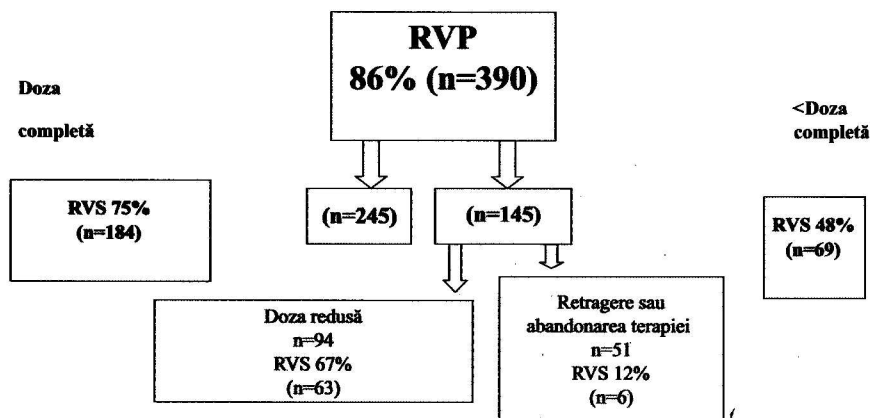 RVP
86% (n=390)
Doza
completă
<Doza
completă
RVS 75%
(n=184)
(n=245)
(n=145)
RVS 48%
(n=69)
Doza redusă
n=94
RVS 67%
(n=63)
Retragere sau
abandonarea terapiei
n=51
RVS 12%
(n=6)